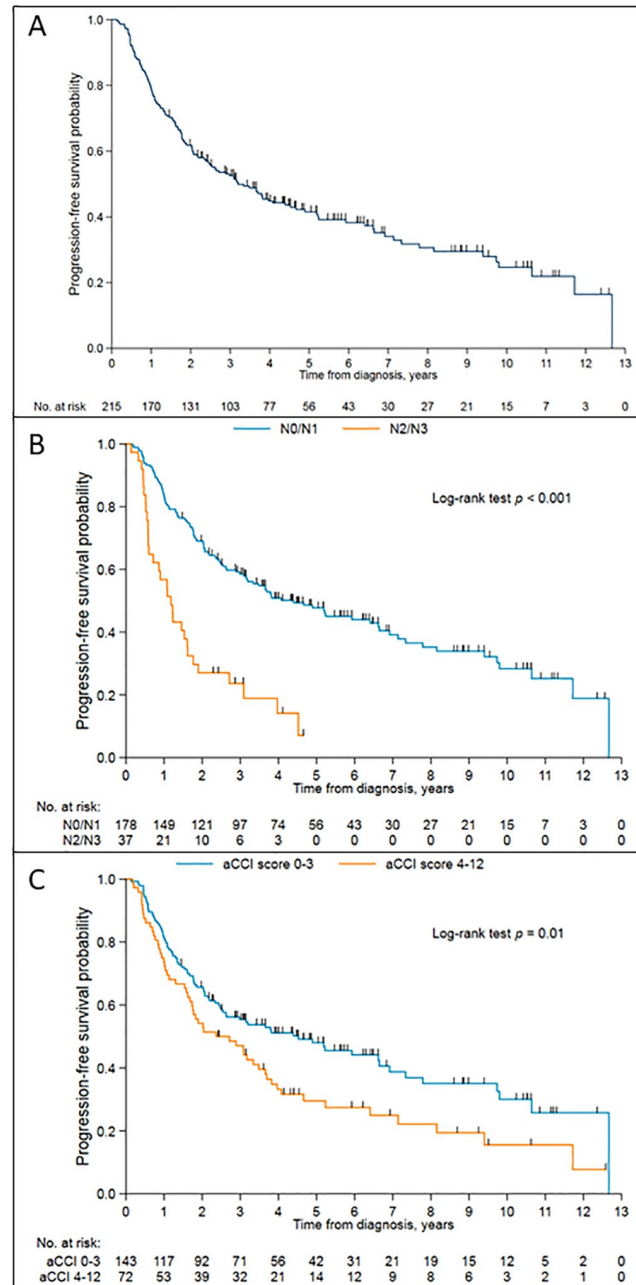 A
Progression-free survival probability
1.0
0.8
0.6
0.4
0.2
0.0
0 1 2 3 4 5 6 7 8 9 10 11 12 13
Time from diagnosis, years
No. at risk 215 170 131 103 77 56 43 30 27 21 15 7 3 0
N0/N1 N2/N3
B
Progression-free survival probability
1.0
0.8
0.6
0.4
0.2
0.0
Log-rank test p < 0.001
0 1 2 3 4 5 6 7 8 9 10 11 12 13
Time from diagnosis, years
No. at risk:
N0/N1 178 149 121 97 74 56 43 30 27 21 15 7 3 0
N2/N3 37 21 10 6 3 0 0 0 0 0 0 0 0 0
aCCI score 0-3 aCCI score 4-12
C
Progression-free survival probability
1.0
0.8
0.6
0.4
0.2
0.0
Log-rank test p = 0.01
0 1 2 3 4 5 6 7 8 9 10 11 12 13
Time from diagnosis, years
No. at risk:
aCCI 0-3 143 117 92 71 56 42 31 21 19 15 12 5 2 0
aCCI 4-12 72 53 39 32 21 14 12 9 8 6 3 2 1 0